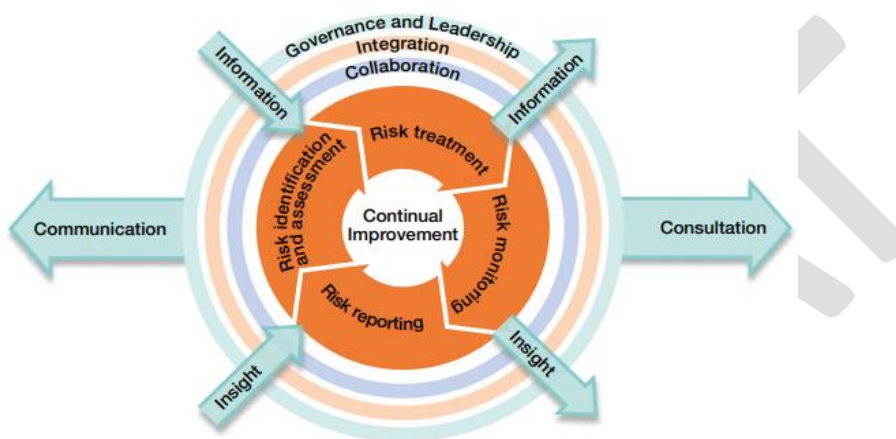 Governance and Leadership
Integration
Collaboration
Information
Information
Risk treatment
Risk identification
and assessment
Continual
Improvement
Risk monitoring
Communication
Consultation
Risk reporting
Insight
Insight